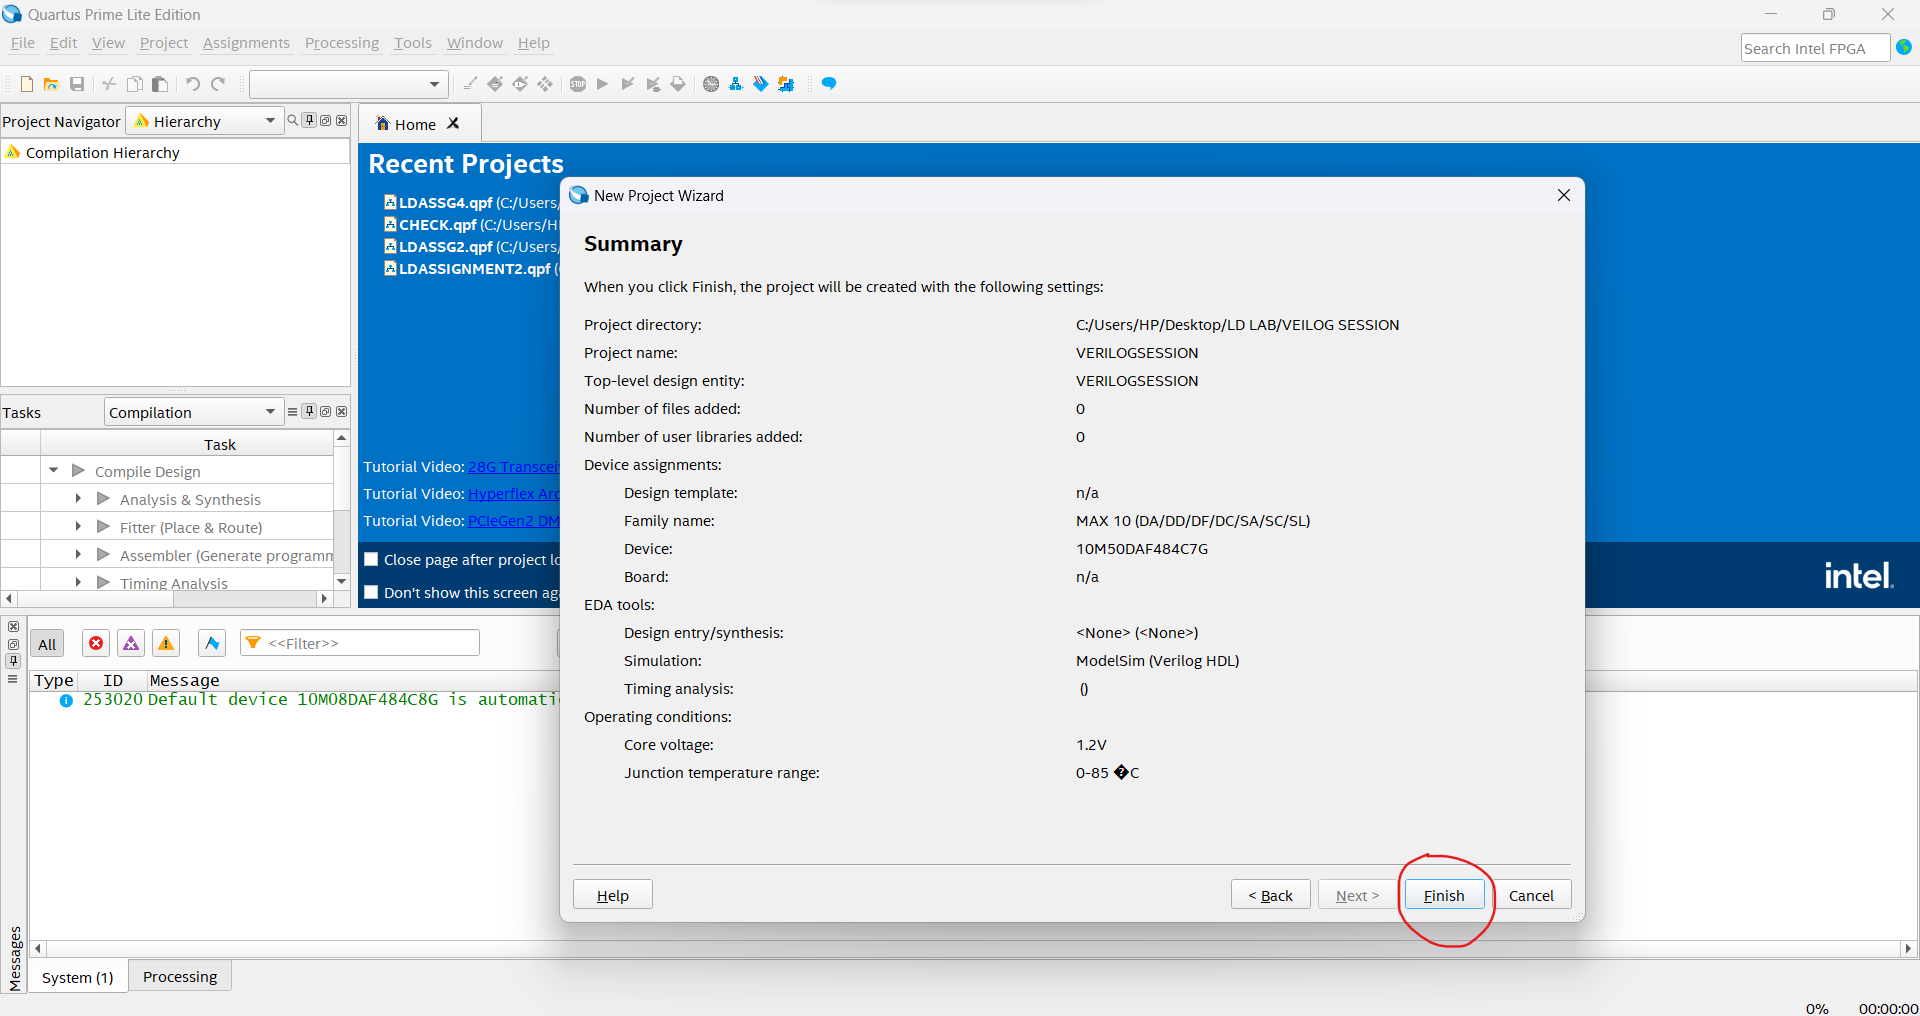 Quartus Prime Lite Edition
File Edit View Project Assignments Processing Tools Window Help
Search Intel FPGA
Project Navigator Hierarchy
Compilation Hierarchy
Home
Recent Projects
LDASSG4.qpf (C:/Users/
CHECK.qpf (C:/Users/H
LDASSG2.qpf (C:/Users/
LDASSIGNMENT2.qpf (
Tasks Compilation
Task
Compile Design
Analysis & Synthesis
Fitter (Place & Route)
Assembler (Generate programm
Timing Analysis
Tutorial Video: 28G Transcei
Tutorial Video: Hyperflex Arc
Tutorial Video: PCIeGen2 DM
Close page after project lo
Don't show this screen aga
intel.
New Project Wizard
Summary
When you click Finish, the project will be created with the following settings:
Project directory: C:/Users/HP/Desktop/LD LAB/VEILOG SESSION
Project name: VERILOGSESSION
Top-level design entity: VERILOGSESSION
Number of files added: 0
Number of user libraries added: 0
Device assignments:
Design template: n/a
Family name: MAX 10 (DA/DD/DF/DC/SA/SC/SL)
Device: 10M50DAF484C7G
Board: n/a
EDA tools:
Design entry/synthesis: <None> (<None>)
Simulation: ModelSim (Verilog HDL)
Timing analysis: ()
Operating conditions:
Core voltage: 1.2V
Junction temperature range: 0-85 �C
Help < Back Next > Finish Cancel
All <<Filter>>
Type ID Message
253020 Default device 10M08DAF484C8G is automati
Messages
System (1) Processing
0% 00:00:00